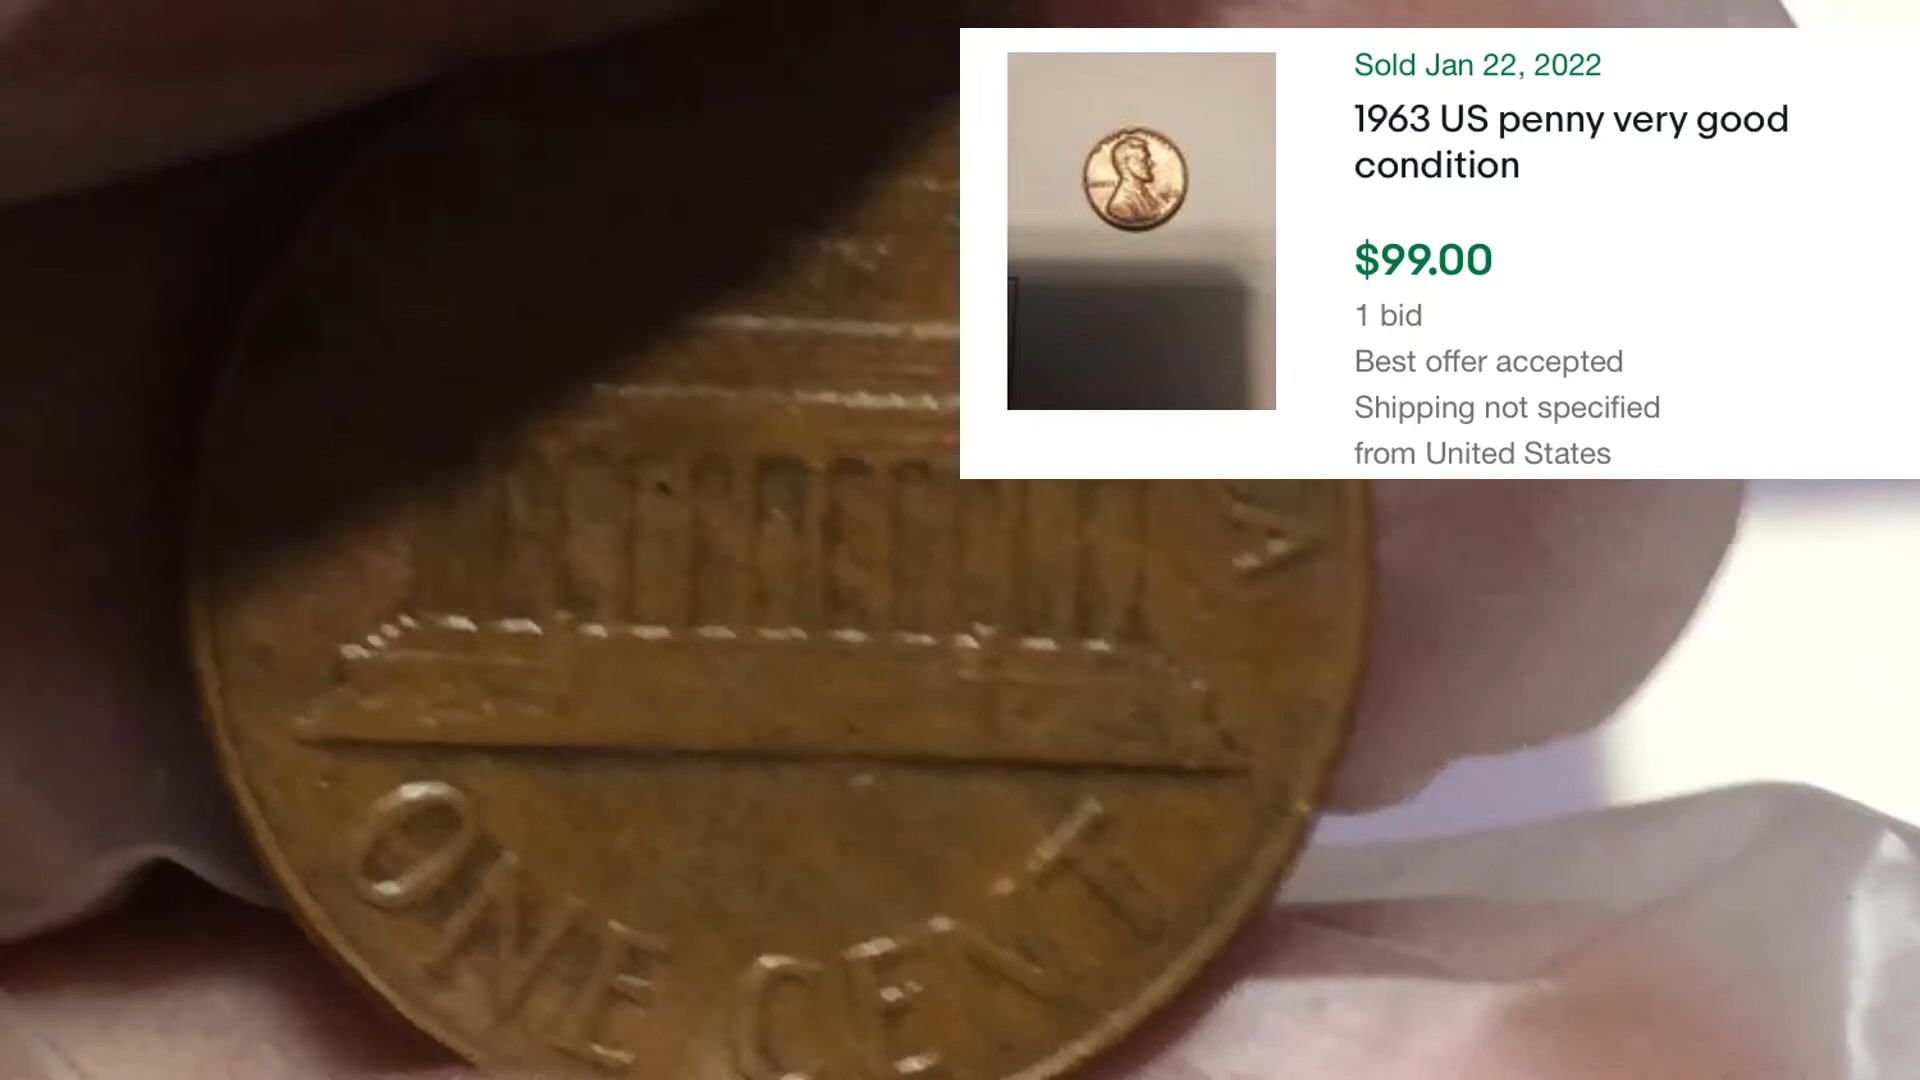 Sold Jan 22, 2022
1963 US penny very good
condition
$99.00
1 bid
Best offer accepted
Shipping not specified
from United States
A
ONE CENT